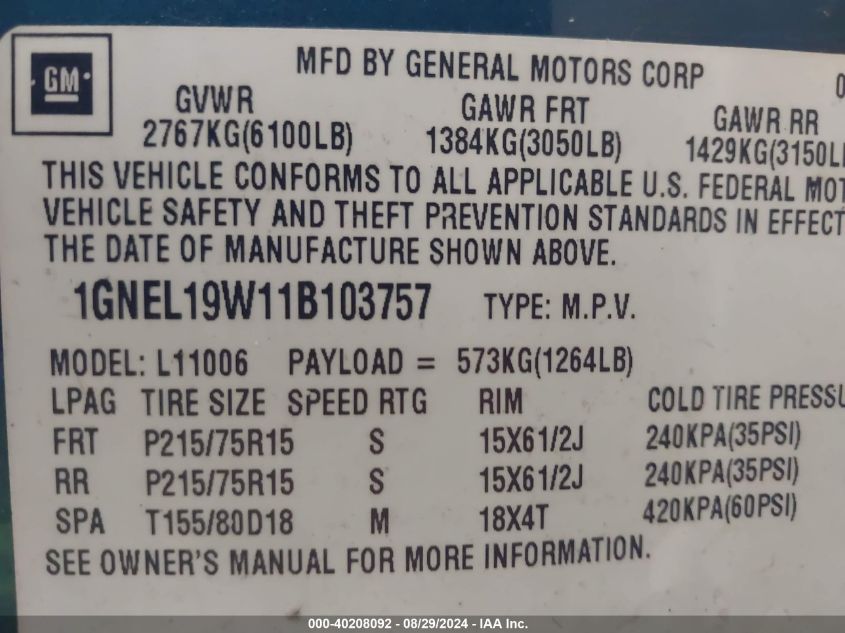 GM
MFD BY GENERAL MOTORS CORP 0
GVWR GAWR FRT GAWR RR
2767KG(6100LB) 1384KG(3050LB) 1429KG(3150L
THIS VEHICLE CONFORMS TO ALL APPLICABLE U.S. FEDERAL MOT
VEHICLE SAFETY AND THEFT PREVENTION STANDARDS IN EFFECT
THE DATE OF MANUFACTURE SHOWN ABOVE.
1GNEL19W11B103757 TYPE: M.P.V.
MODEL: L11006 PAYLOAD = 573KG(1264LB)
LPAG TIRE SIZE SPEED RTG RIM COLD TIRE PRESSU
FRT P215/75R15 S 15X61/2J 240KPA(35PSI)
RR P215/75R15 S 15X61/2J 240KPA(35PSI)
SPA T155/80D18 M 18X4T 420KPA(60PSI)
SEE OWNER'S MANUAL FOR MORE INFORMATION.
000-40208092 - 08/29/2024 - IAA Inc.